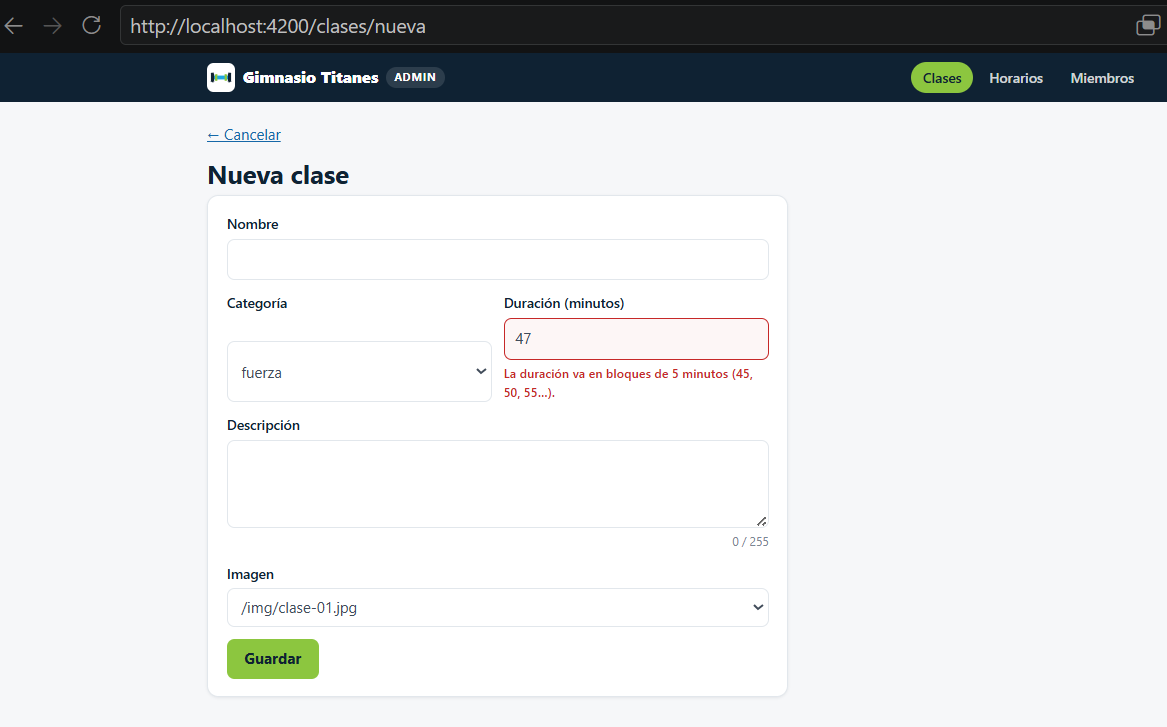 http://localhost:4200/clases/nueva
Gimnasio Titanes ADMIN Clases Horarios Miembros
← Cancelar
Nueva clase
Nombre
Categoría Duración (minutos)
fuerza 47
La duración va en bloques de 5 minutos (45,
50, 55...).
Descripción
0 / 255
Imagen
/img/clase-01.jpg
Guardar